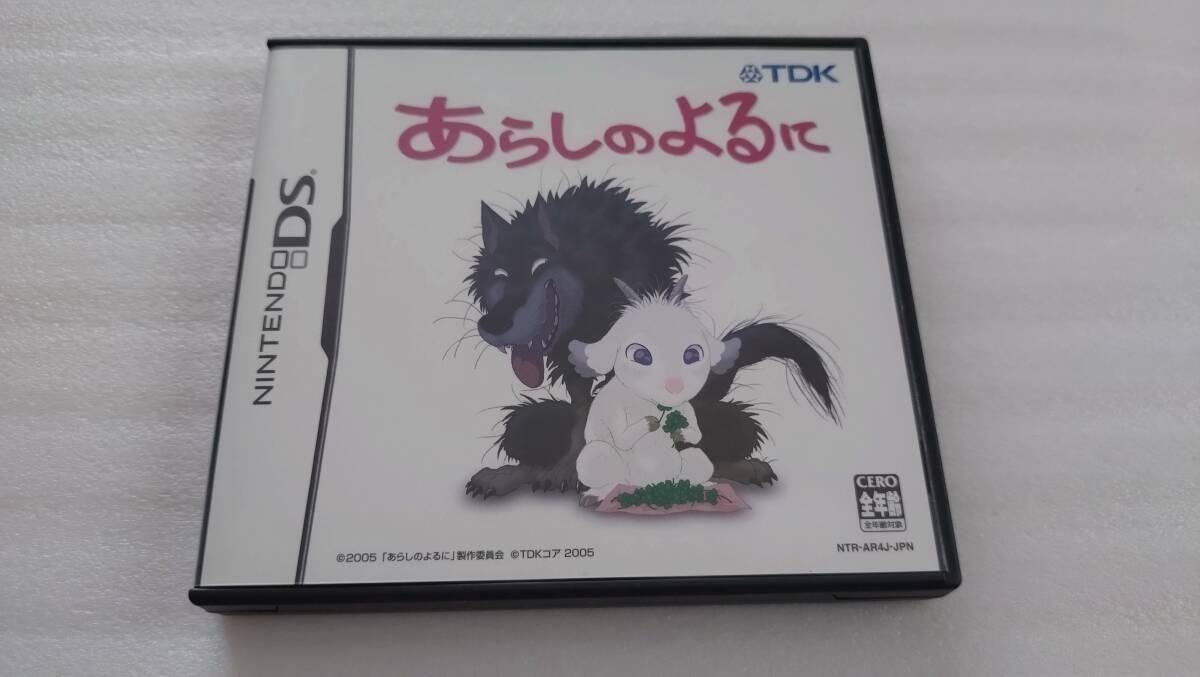 NINTENDO DS®
TDK
あらしのよるに
CERO
全年齢
全年齢対象
©2005「あらしのよるに」製作委員会 ©TDKコア 2005
NTR-AR4J-JPN